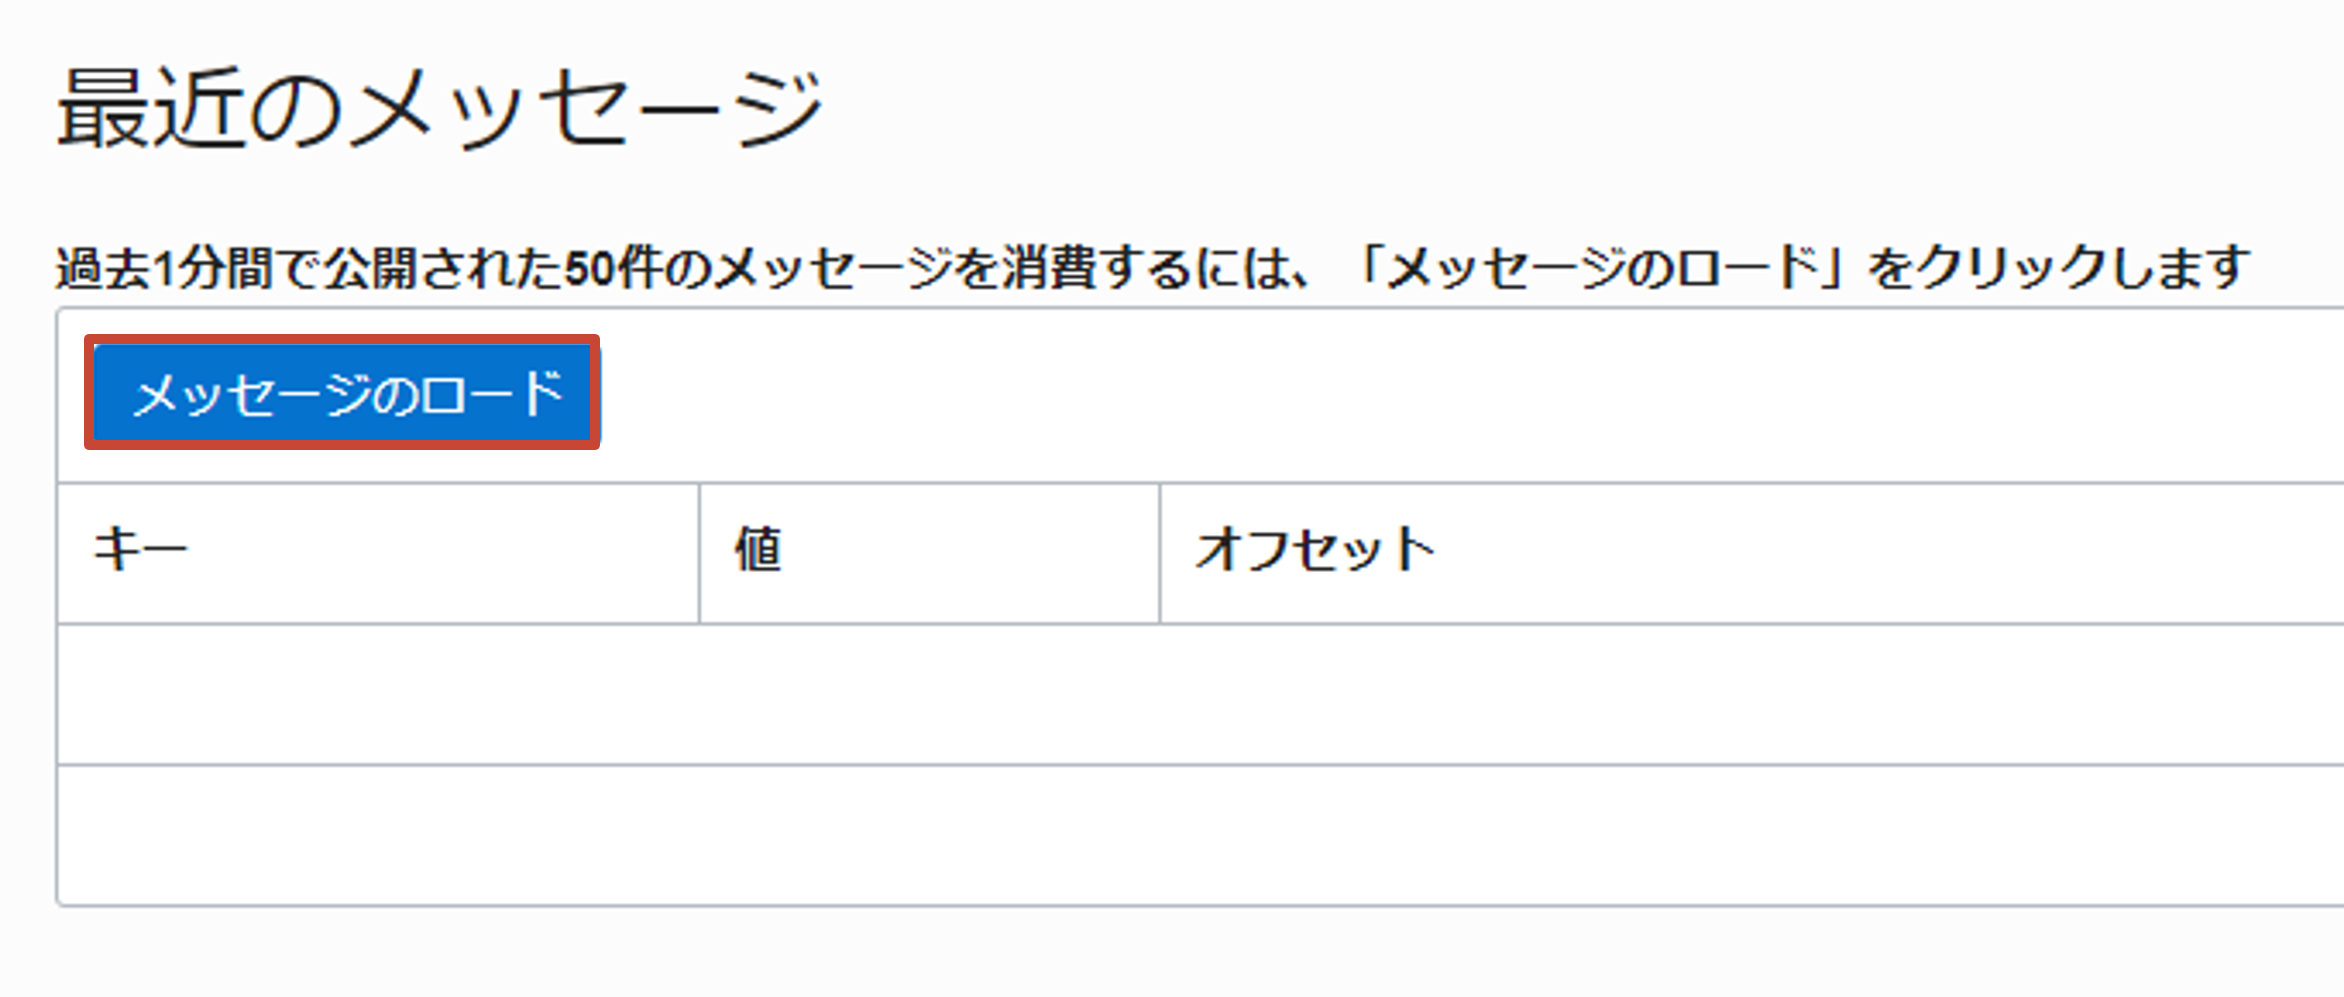 最近のメッセージ
過去1分間で公開された50件のメッセージを消費するには、「メッセージのロード」をクリックします
メッセージのロード
キー 値 オフセット